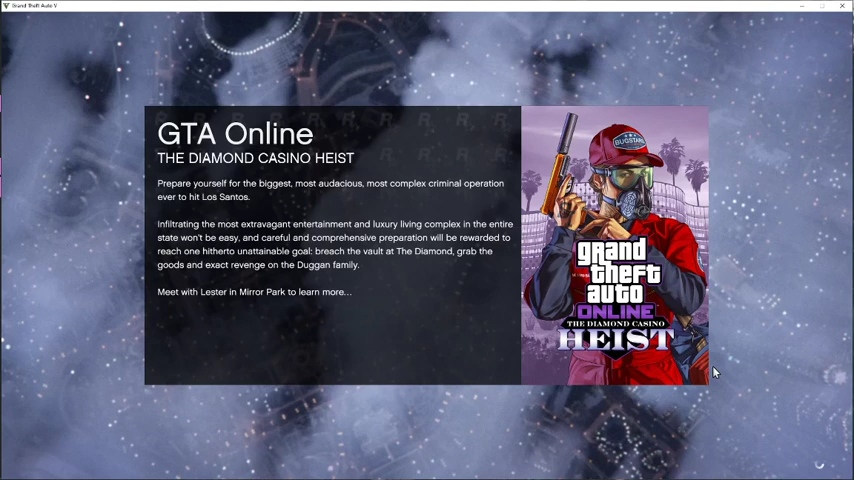 Grand Theft Auto V
GTA Online
THE DIAMOND CASINO HEIST
Prepare yourself for the biggest, most audacious, most complex criminal operation
ever to hit Los Santos.
Infiltrating the most extravagant entertainment and luxury living complex in the entire
state won't be easy, and careful and comprehensive preparation will be rewarded to
reach one hitherto unattainable goal: breach the vault at The Diamond, grab the
goods and exact revenge on the Duggan family.
Meet with Lester in Mirror Park to learn more...
BUGSTARS
grand
theft
auto
ONLINE
THE DIAMOND CASINO
HEIST